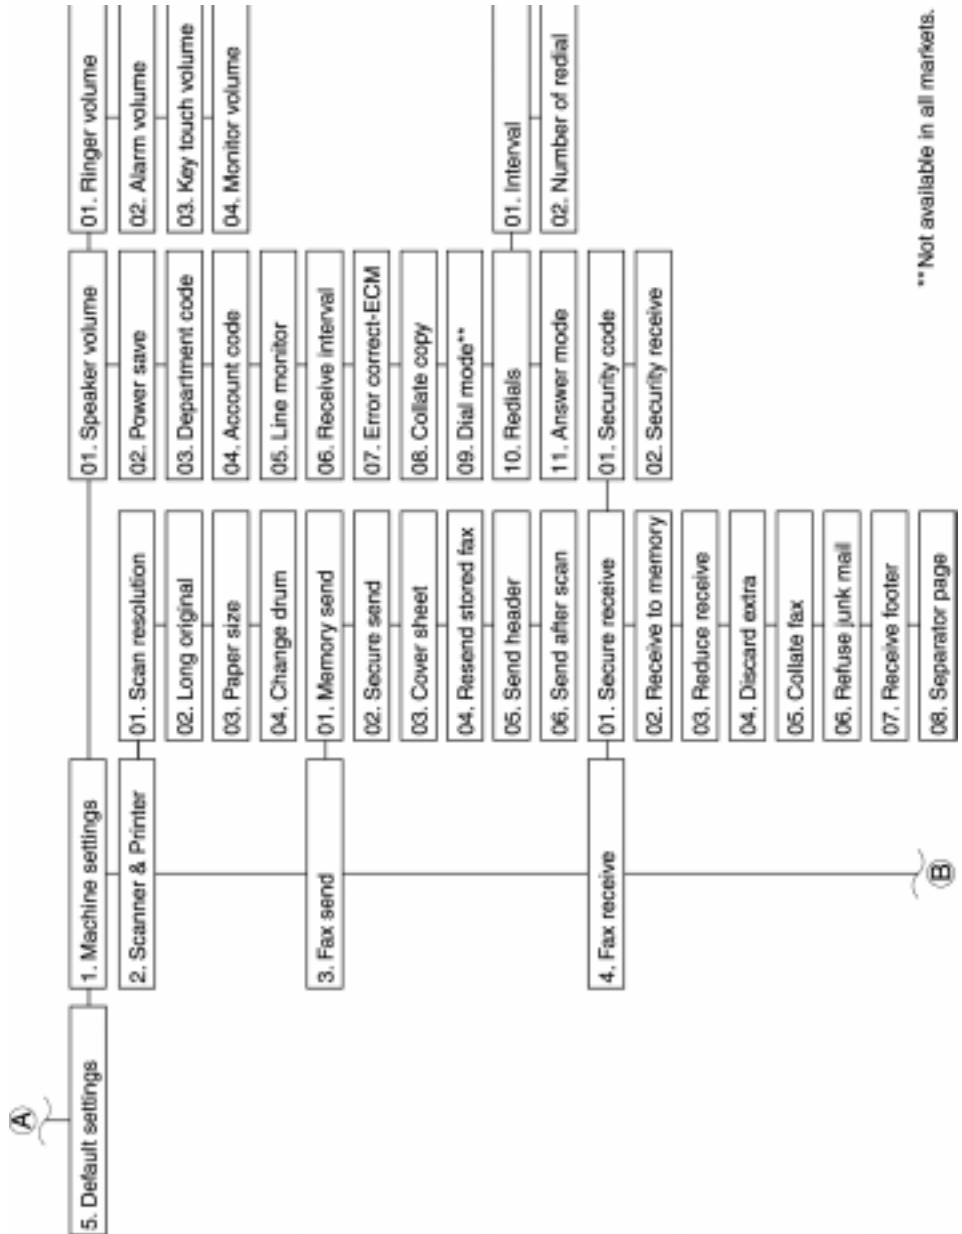 A
5. Default settings
1. Machine settings
01. Speaker volume
01. Ringer volume
02. Alarm volume
03. Key touch volume
04. Monitor volume
02. Power save
03. Department code
04. Account code
05. Line monitor
06. Receive interval
07. Error correct-ECM
08. Collate copy
09. Dial mode**
10. Redials
01. Interval
02. Number of redial
11. Answer mode
2. Scanner & Printer
01. Scan resolution
02. Long original
03. Paper size
04. Change drum
3. Fax send
01. Memory send
02. Secure send
03. Cover sheet
04. Resend stored fax
05. Send header
06. Send after scan
4. Fax receive
01. Secure receive
01. Security code
02. Security receive
02. Receive to memory
03. Reduce receive
04. Discard extra
05. Collate fax
06. Refuse junk mail
07. Receive footer
08. Separator page
B
**Not available in all markets.